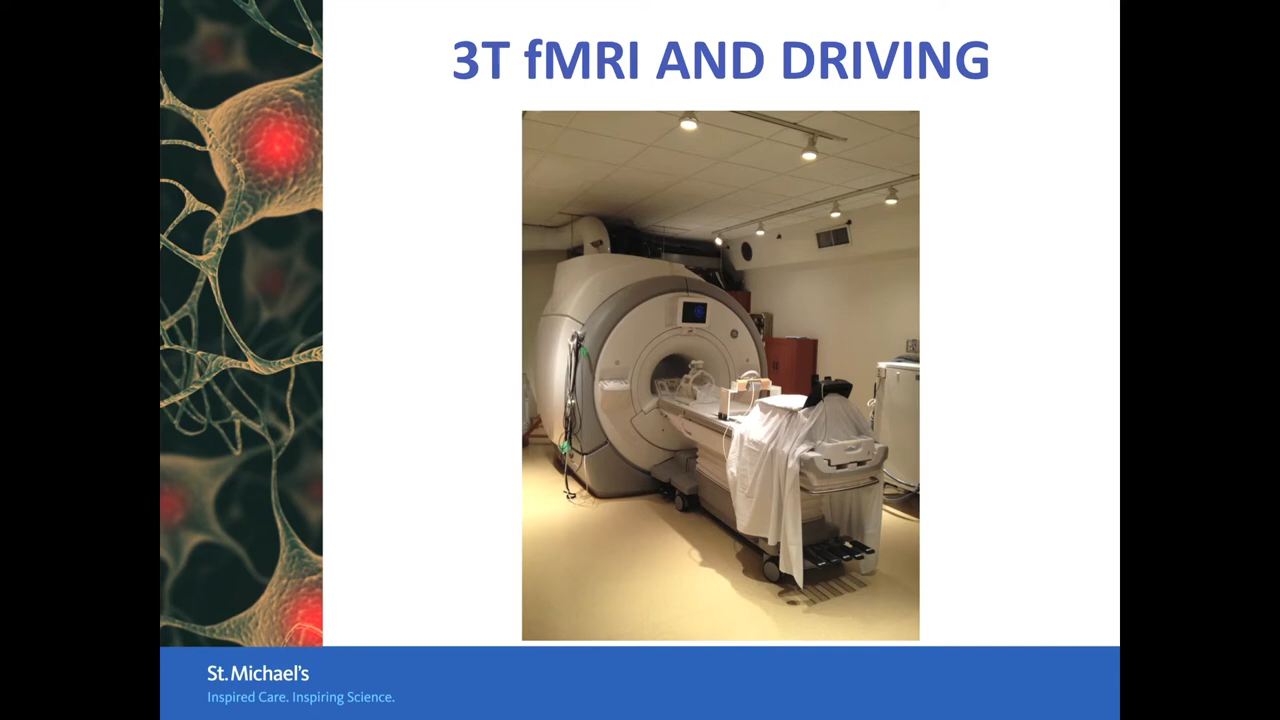 3T fMRI AND DRIVING
St. Michael's
Inspired Care. Inspiring Science.